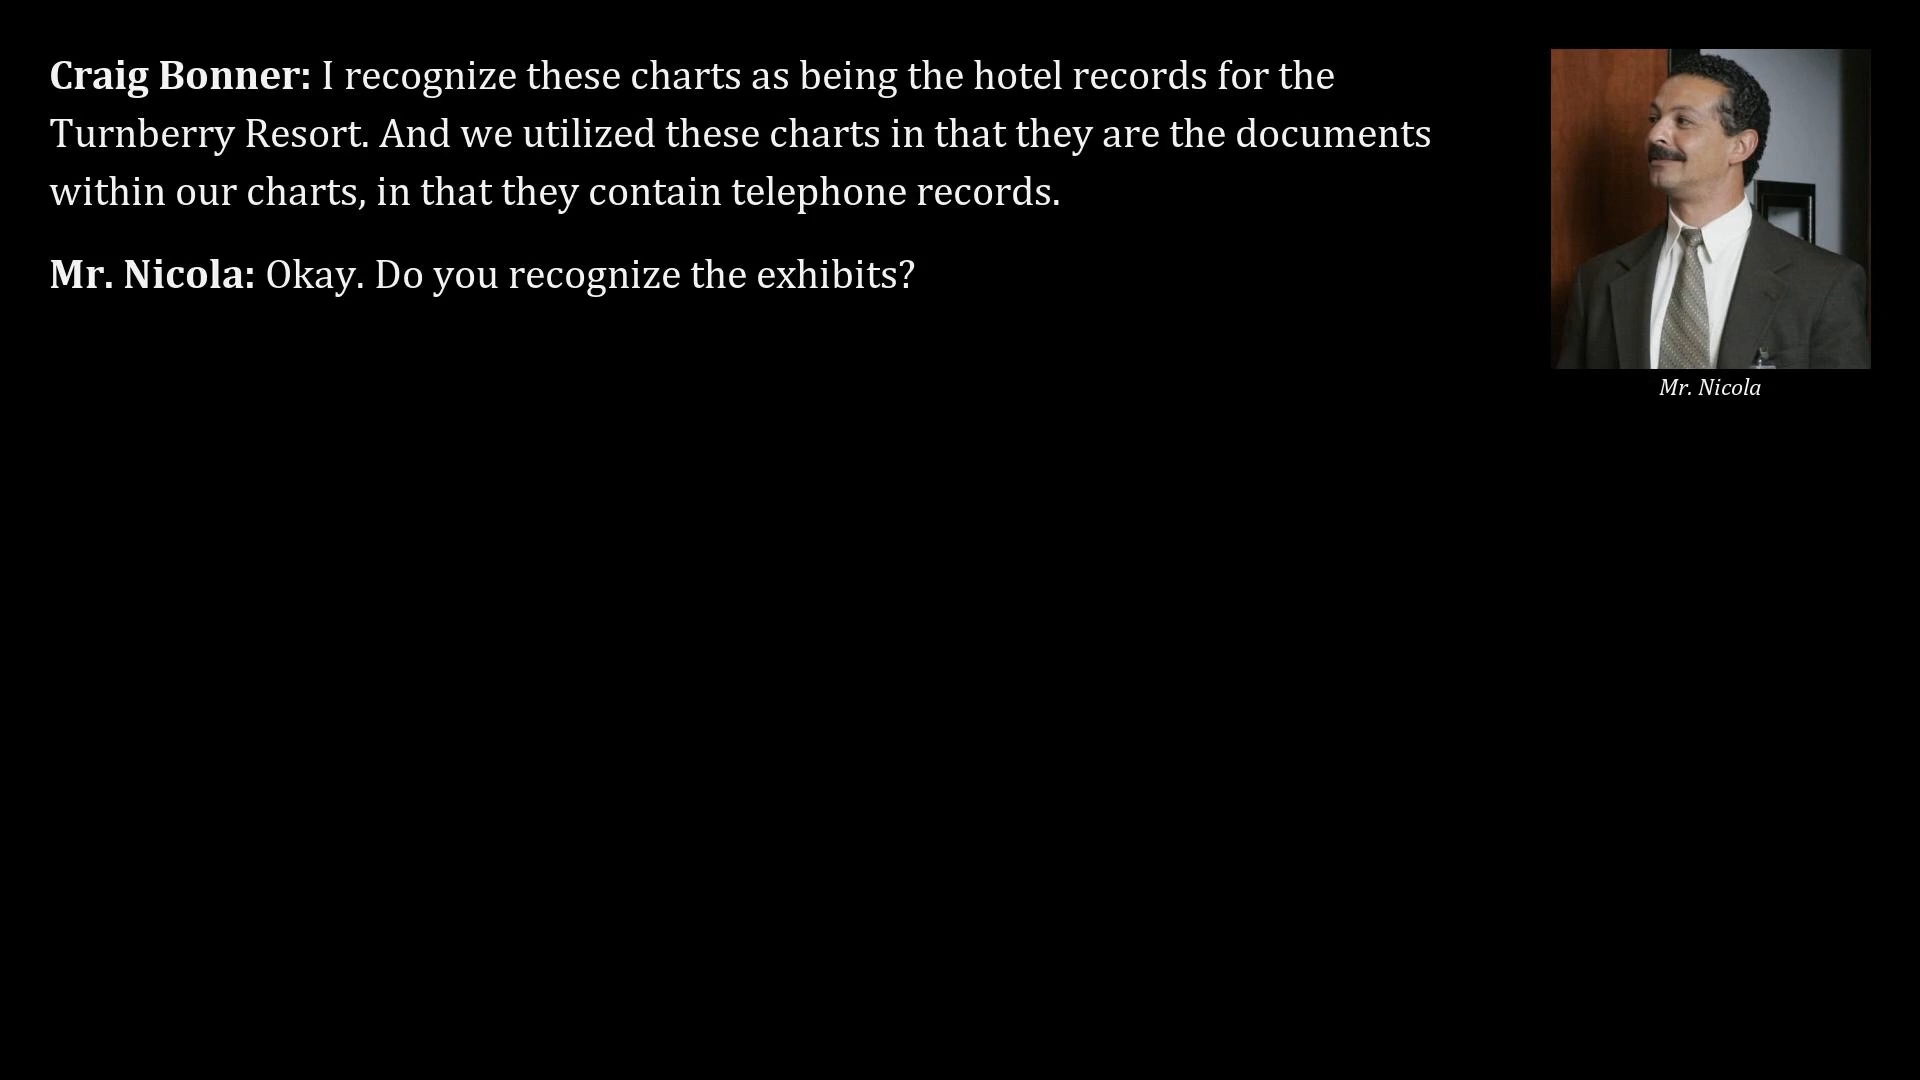 Craig Bonner: I recognize these charts as being the hotel records for the
Turnberry Resort. And we utilized these charts in that they are the documents
within our charts, in that they contain telephone records.
Mr. Nicola: Okay. Do you recognize the exhibits?
Mr. Nicola